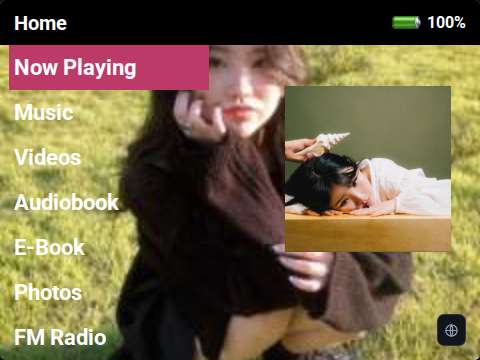 Home
100%
Now Playing
Music
Videos
Audiobook
E-Book
Photos
FM Radio